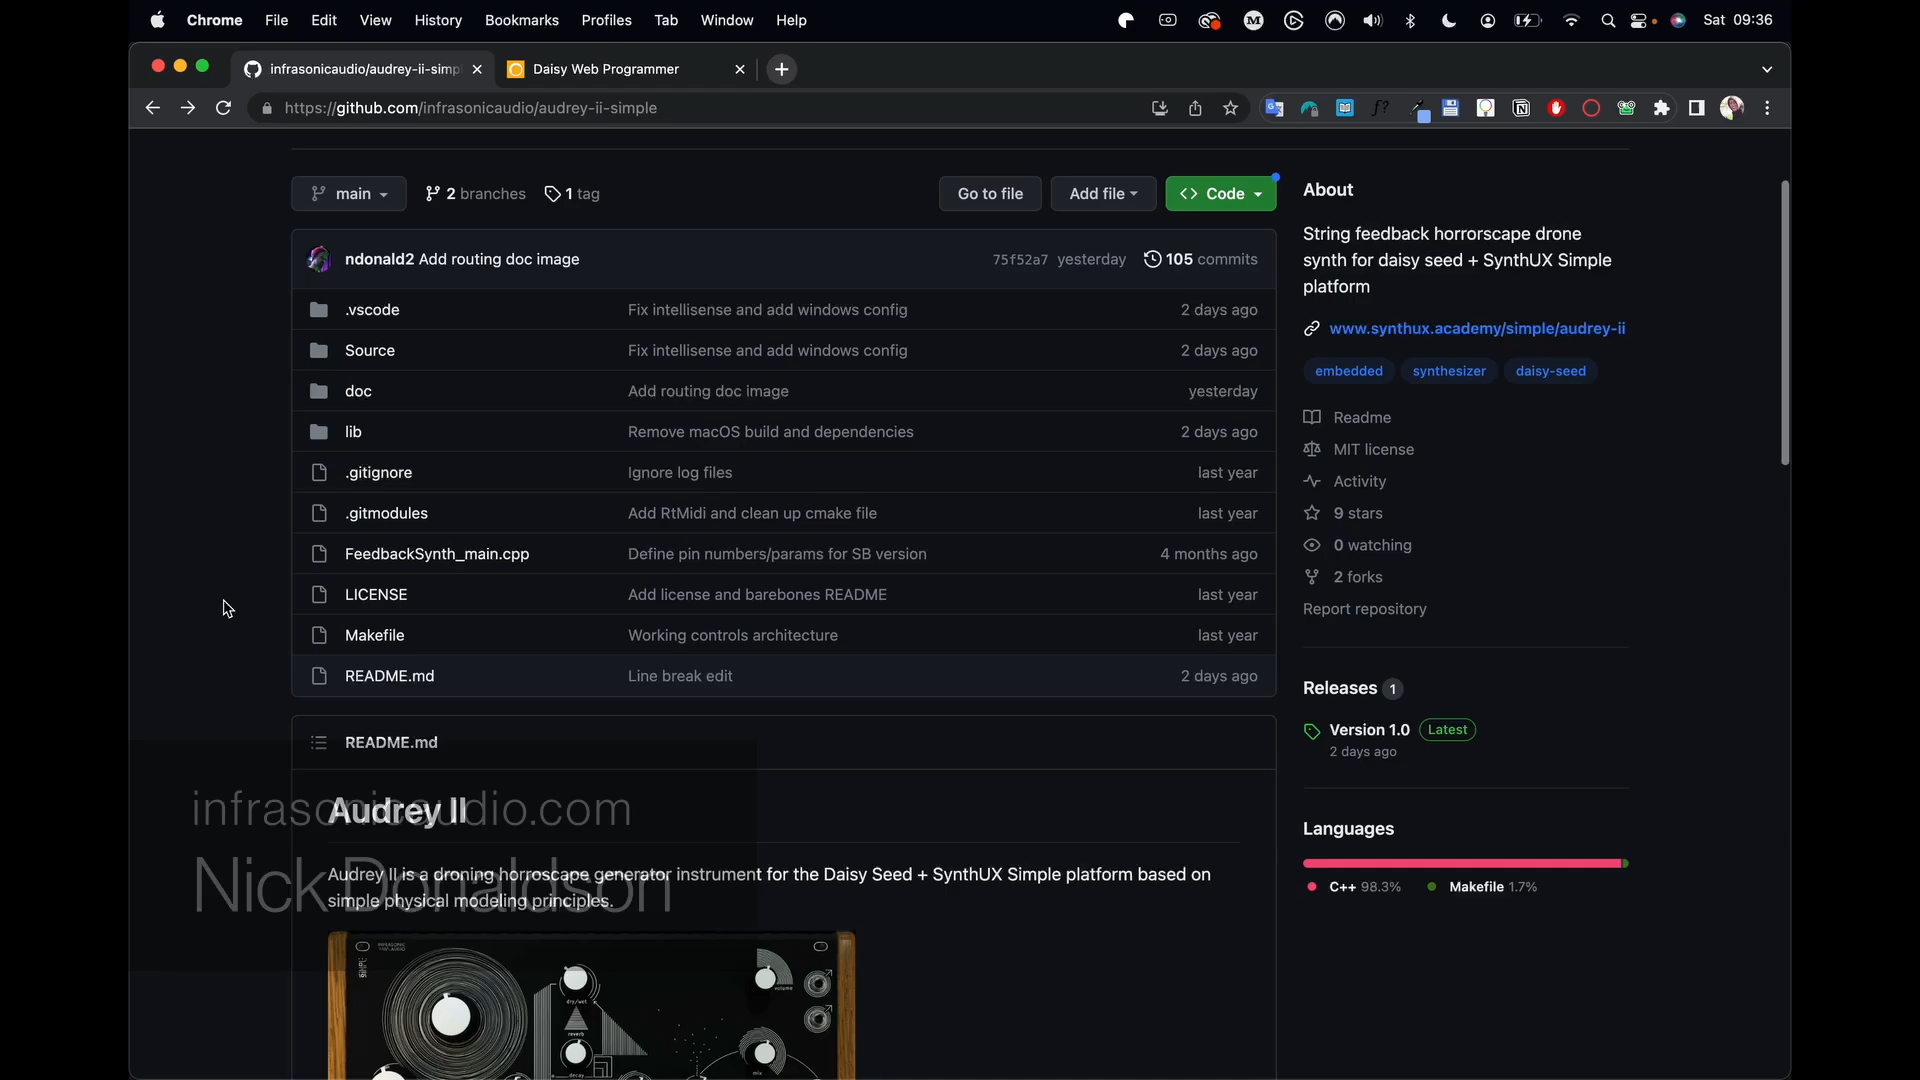 Chrome File Edit View History Bookmarks Profiles Tab Window Help
Sat 09:36
infrasonicaudio/audrey-ii-simp
Daisy Web Programmer
https://github.com/infrasonicaudio/audrey-ii-simple
main
2 branches
1 tag
Go to file
Add file
Code
ndonald2 Add routing doc image 75f52a7 yesterday 105 commits
.vscode Fix intellisense and add windows config 2 days ago
Source Fix intellisense and add windows config 2 days ago
doc Add routing doc image yesterday
lib Remove macOS build and dependencies 2 days ago
.gitignore Ignore log files last year
.gitmodules Add RtMidi and clean up cmake file last year
FeedbackSynth_main.cpp Define pin numbers/params for SB version 4 months ago
LICENSE Add license and barebones README last year
Makefile Working controls architecture last year
README.md Line break edit 2 days ago
README.md
Audrey II
Audrey II is a droning horroscape generator instrument for the Daisy Seed + SynthUX Simple platform based on
simple physical modeling principles.
infrasonicaudio.com
Nick Donaldson
dry/wet
reverb
decay
volume
mix
About
String feedback horrorscape drone
synth for daisy seed + SynthUX Simple
platform
www.synthux.academy/simple/audrey-ii
embedded
synthesizer
daisy-seed
Readme
MIT license
Activity
9 stars
0 watching
2 forks
Report repository
Releases 1
Version 1.0 Latest
2 days ago
Languages
C++ 98.3%
Makefile 1.7%